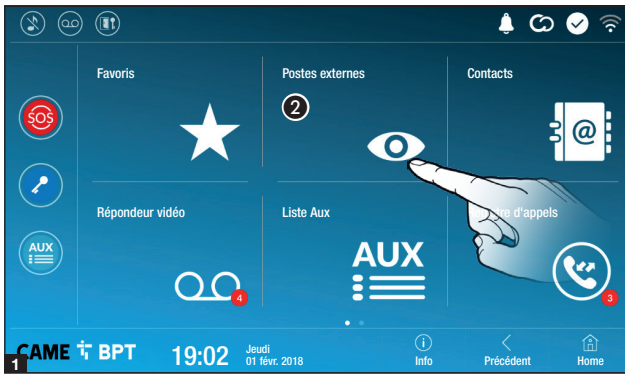 Favoris
Postes externes
Contacts
2
SOS
@
Répondeur vidéo
Liste Aux
d'appels
AUX
AUX
4
3
CAME BPT
19:02
Jeudi
01 févr. 2018
Info
Précédent
Home
1